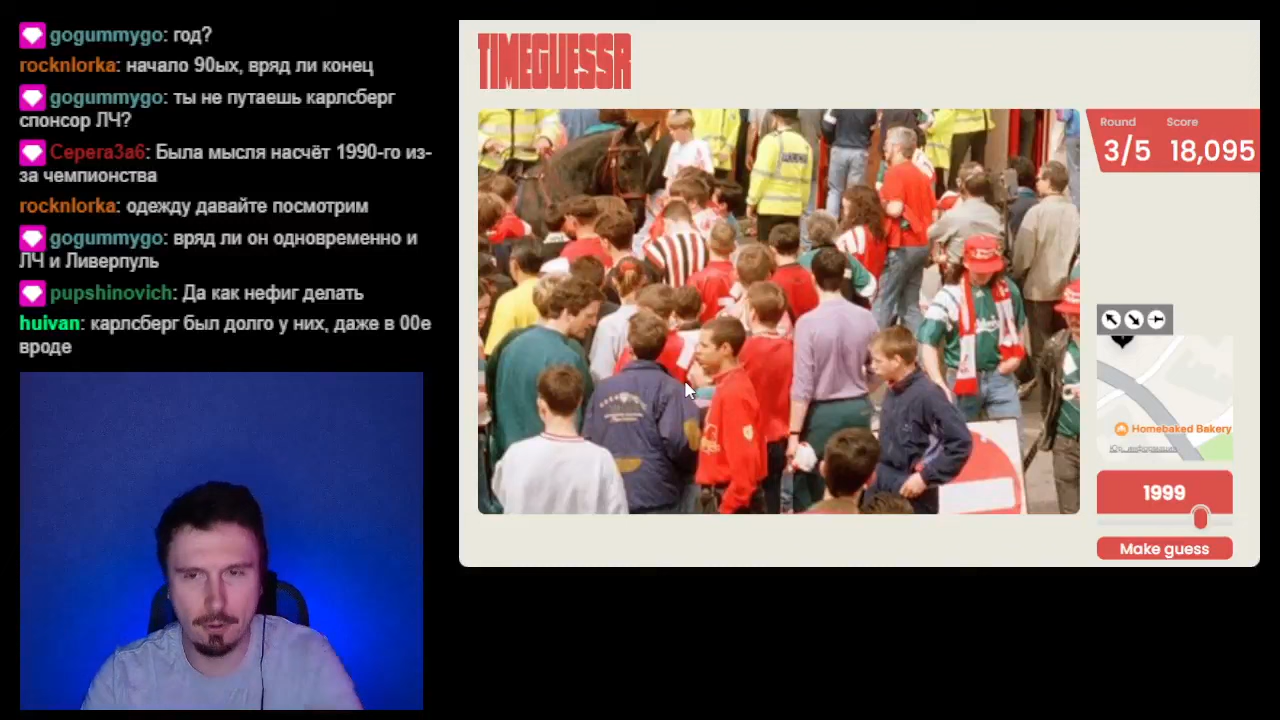 gogummygo: год?
rocknlorka: начало 90ых, вряд ли конец
gogummygo: ты не путаешь карлсберг
спонсор ЛЧ?
Серега3а6: Была мысля насчёт 1990-го из-
за чемпионства
rocknlorka: одежду давайте посмотрим
gogummygo: вряд ли он одновременно и
ЛЧ и Ливерпуль
pupshinovich: Да как нефиг делать
huivan: карлсберг был долго у них, даже в 00е
вроде
TIMEGUESSR
Round Score
3/5 18,095
Homebaked Bakery
1999
Make guess